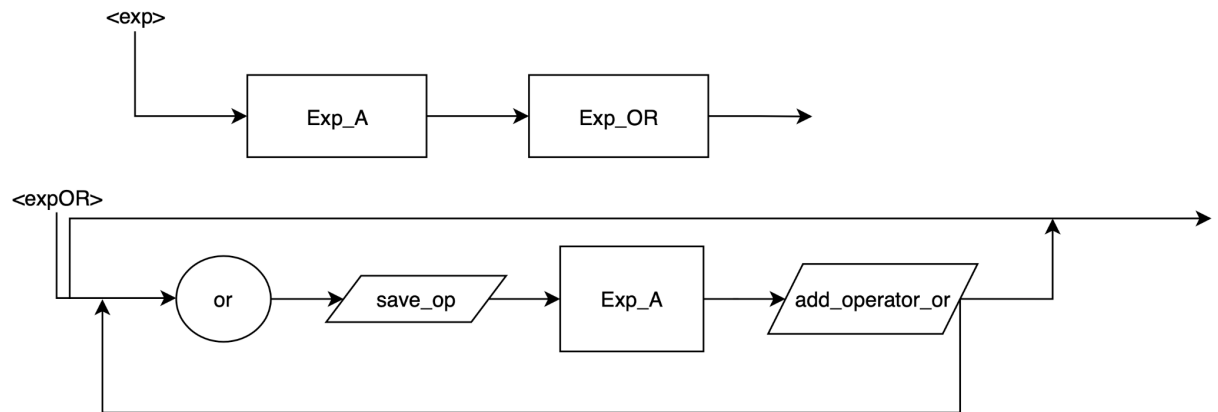 <exp>
Exp_A
Exp_OR
<expOR>
or
save_op
Exp_A
add_operator_or